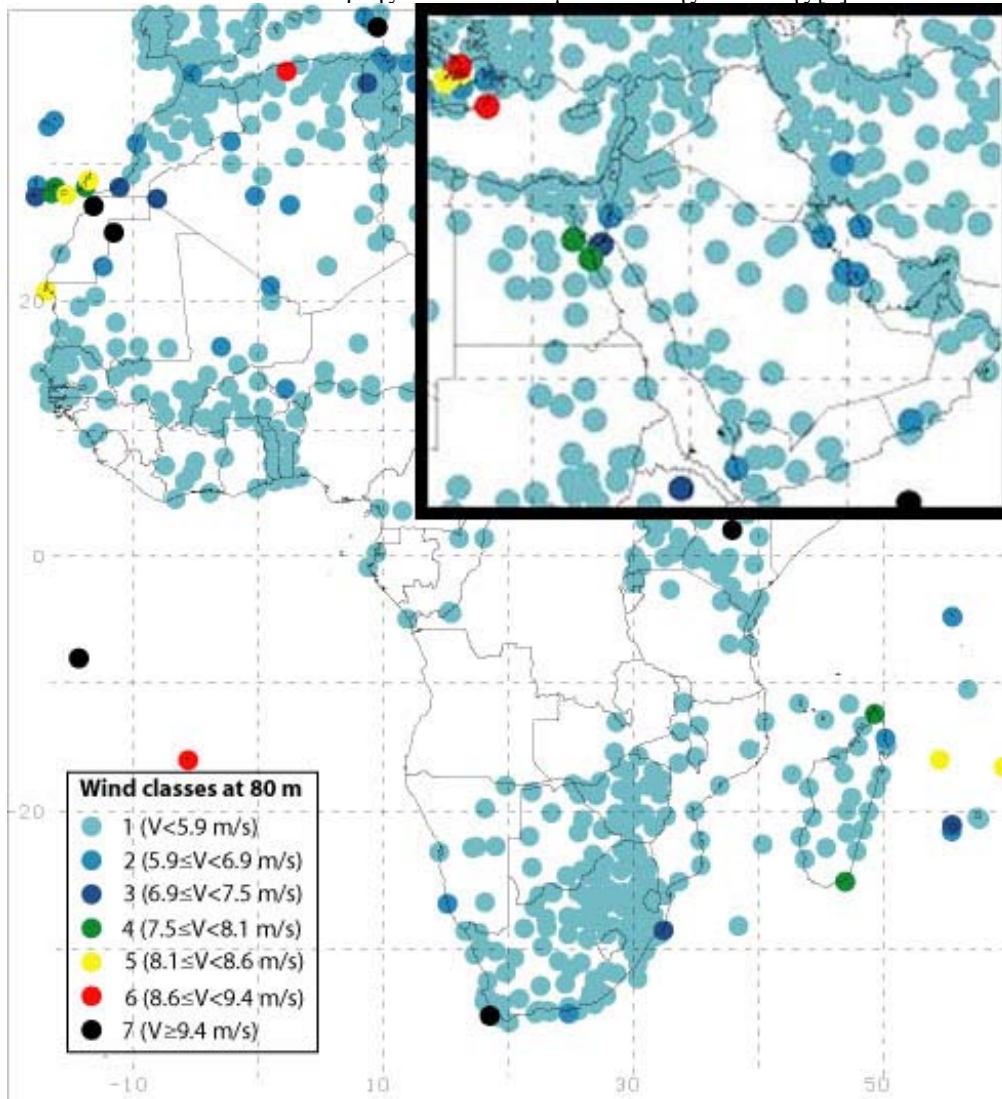 20
0
20
Wind classes at 80 m
1 (V<5.9 m/s)
2 (5.9≤V<6.9 m/s)
3 (6.9≤V<7.5 m/s)
4 (7.5≤V<8.1 m/s)
5 (8.1≤V<8.6 m/s)
6 (8.6≤V<9.4 m/s)
7 (V≥9.4 m/s)
-10 10 30 50